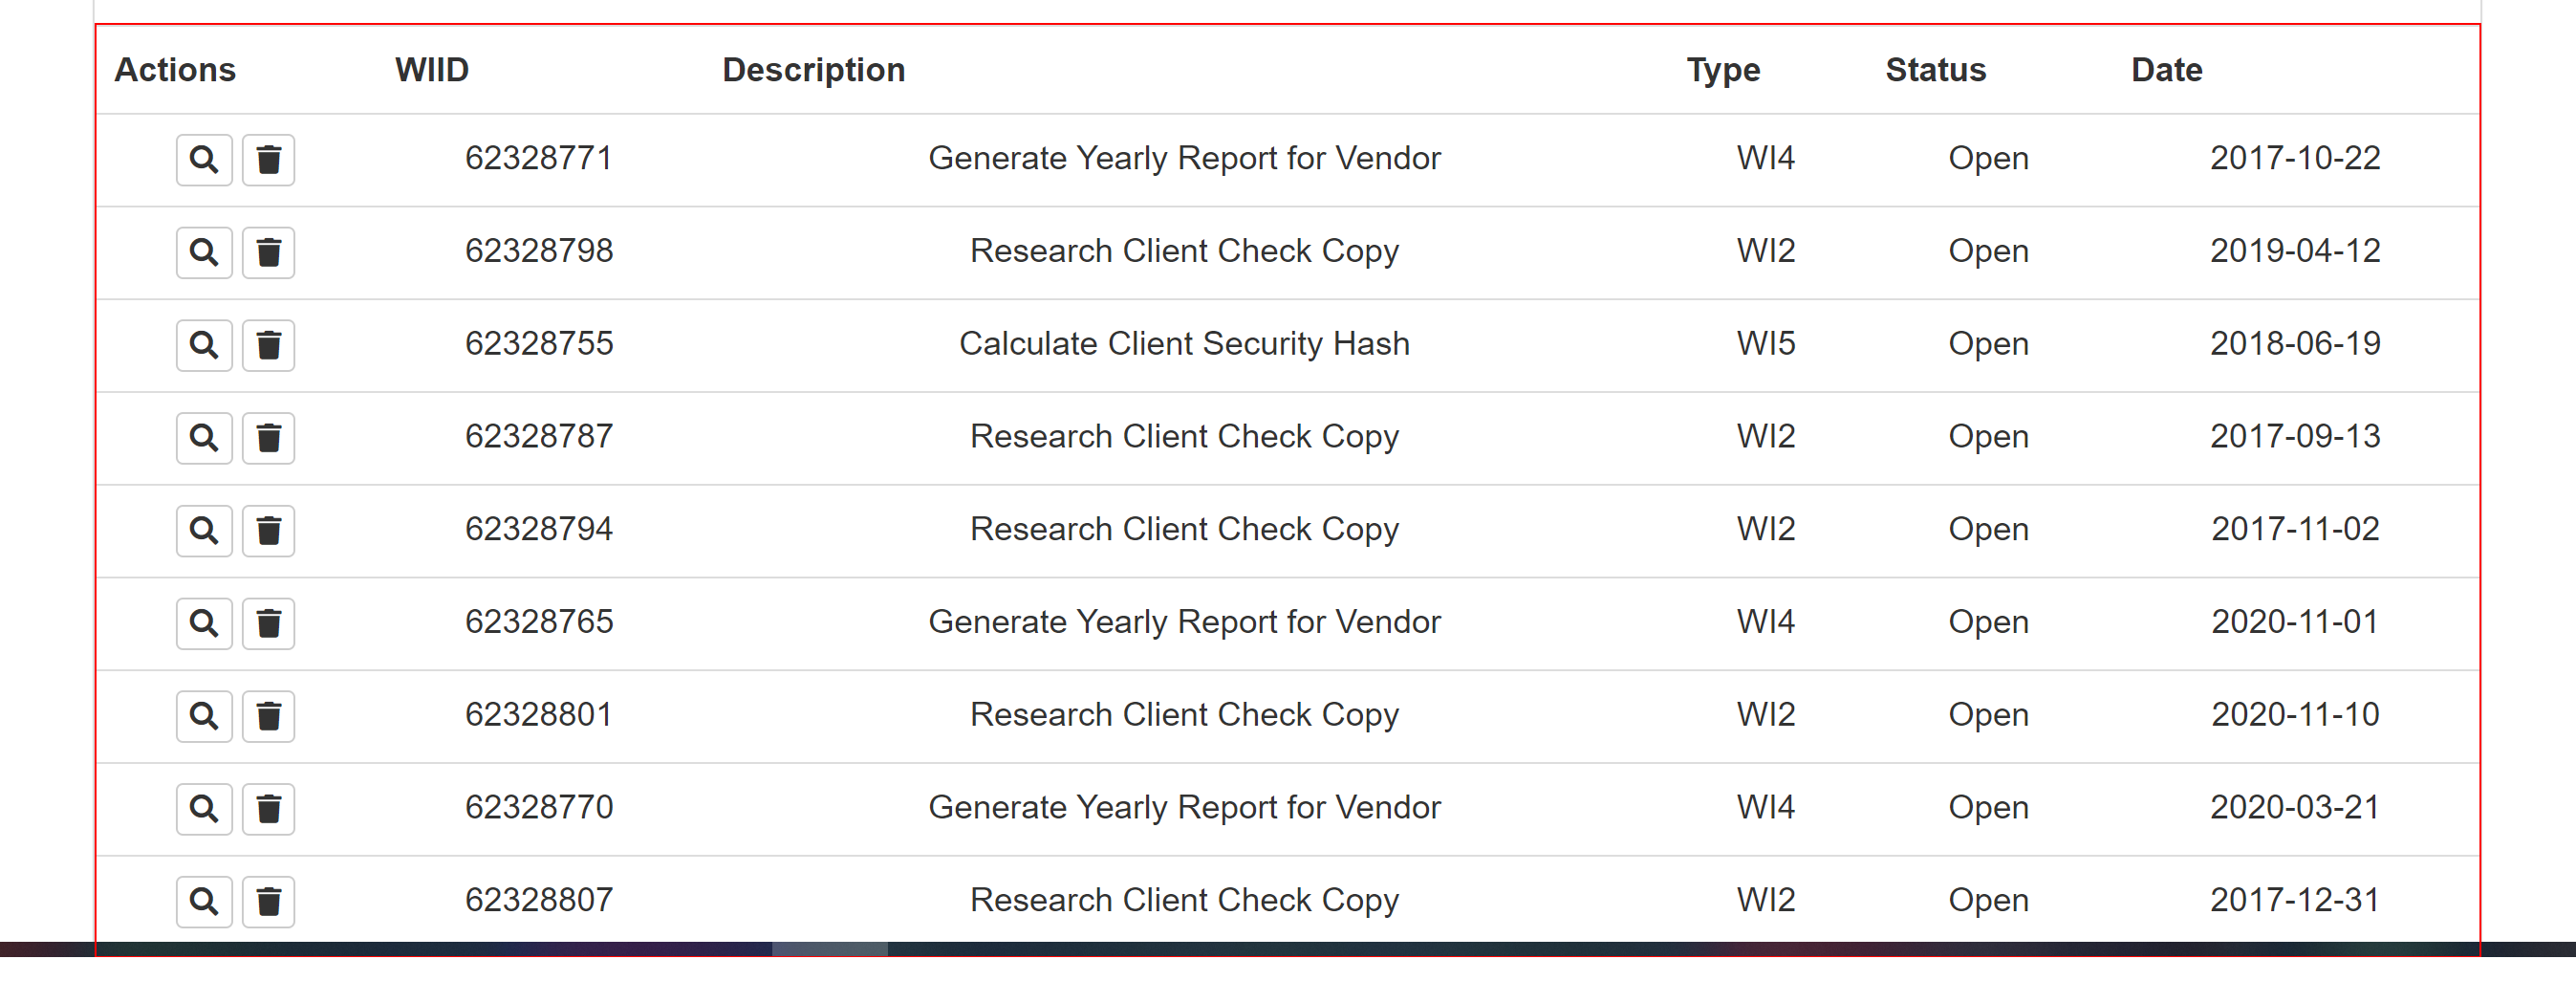 Actions WIID Description Type Status Date
62328771 Generate Yearly Report for Vendor WI4 Open 2017-10-22
62328798 Research Client Check Copy WI2 Open 2019-04-12
62328755 Calculate Client Security Hash WI5 Open 2018-06-19
62328787 Research Client Check Copy WI2 Open 2017-09-13
62328794 Research Client Check Copy WI2 Open 2017-11-02
62328765 Generate Yearly Report for Vendor WI4 Open 2020-11-01
62328801 Research Client Check Copy WI2 Open 2020-11-10
62328770 Generate Yearly Report for Vendor WI4 Open 2020-03-21
62328807 Research Client Check Copy WI2 Open 2017-12-31